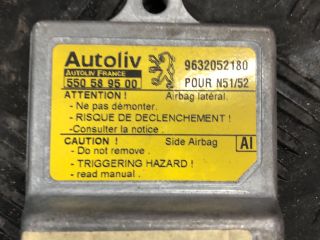 Autoliv
AUTOLIV FRANCE
550 58 95 00
9632052180
POUR N51/52
ATTENTION ! Airbag latéral.
- Ne pas démonter.
- RISQUE DE DECLENCHEMENT !
-Consulter la notice .
CAUTION ! Side Airbag
- Do not remove .
- TRIGGERING HAZARD !
- read manual .
AI